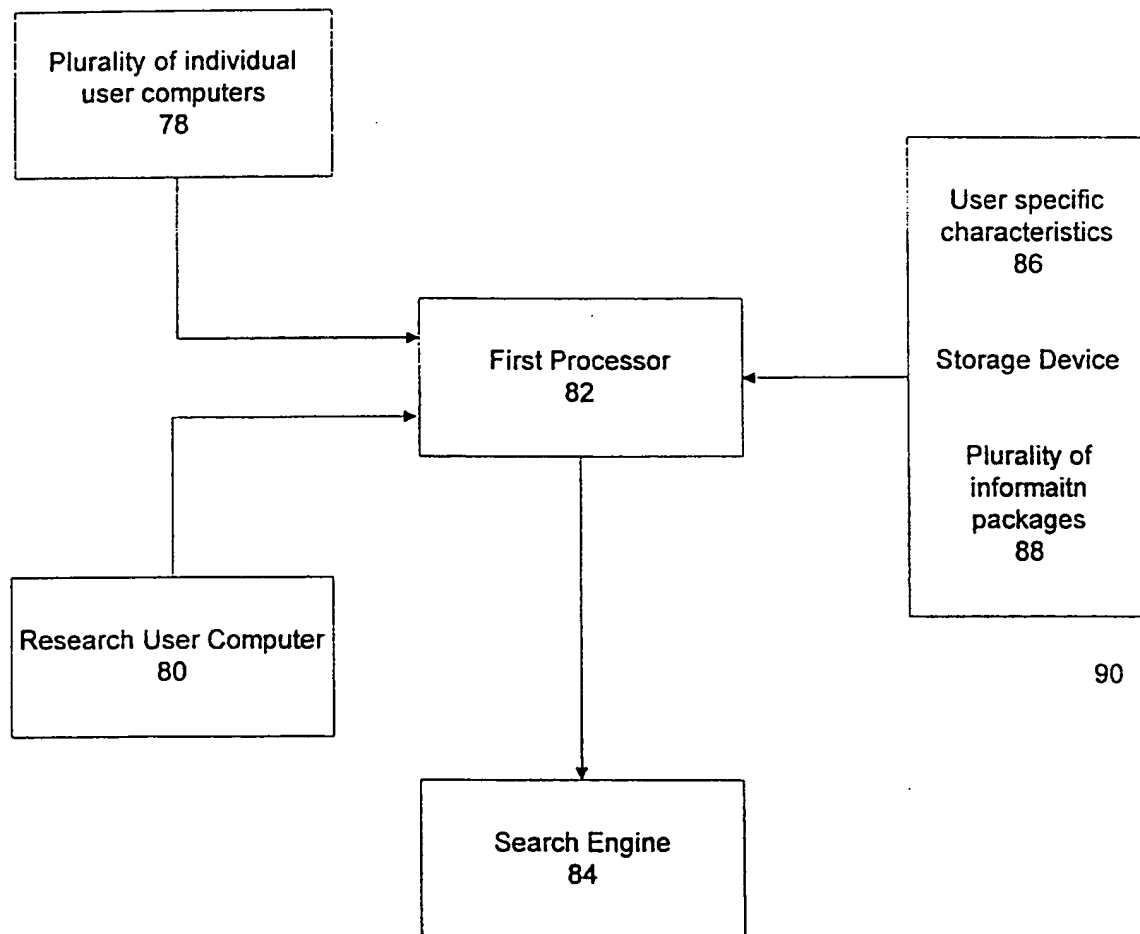 Plurality of individual
user computers
78
User specific
characteristics
86
First Processor
82
Storage Device
Plurality of
informaitn
packages
88
Research User Computer
80
90
Search Engine
84